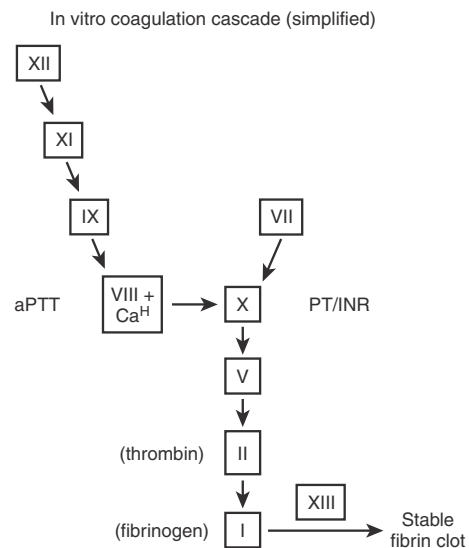 In vitro coagulation cascade (simplified)
XII
XI
IX
VII
aPTT
VIII +
Ca^H
X
PT/INR
V
(thrombin)
II
XIII
(fibrinogen)
I
Stable
fibrin clot